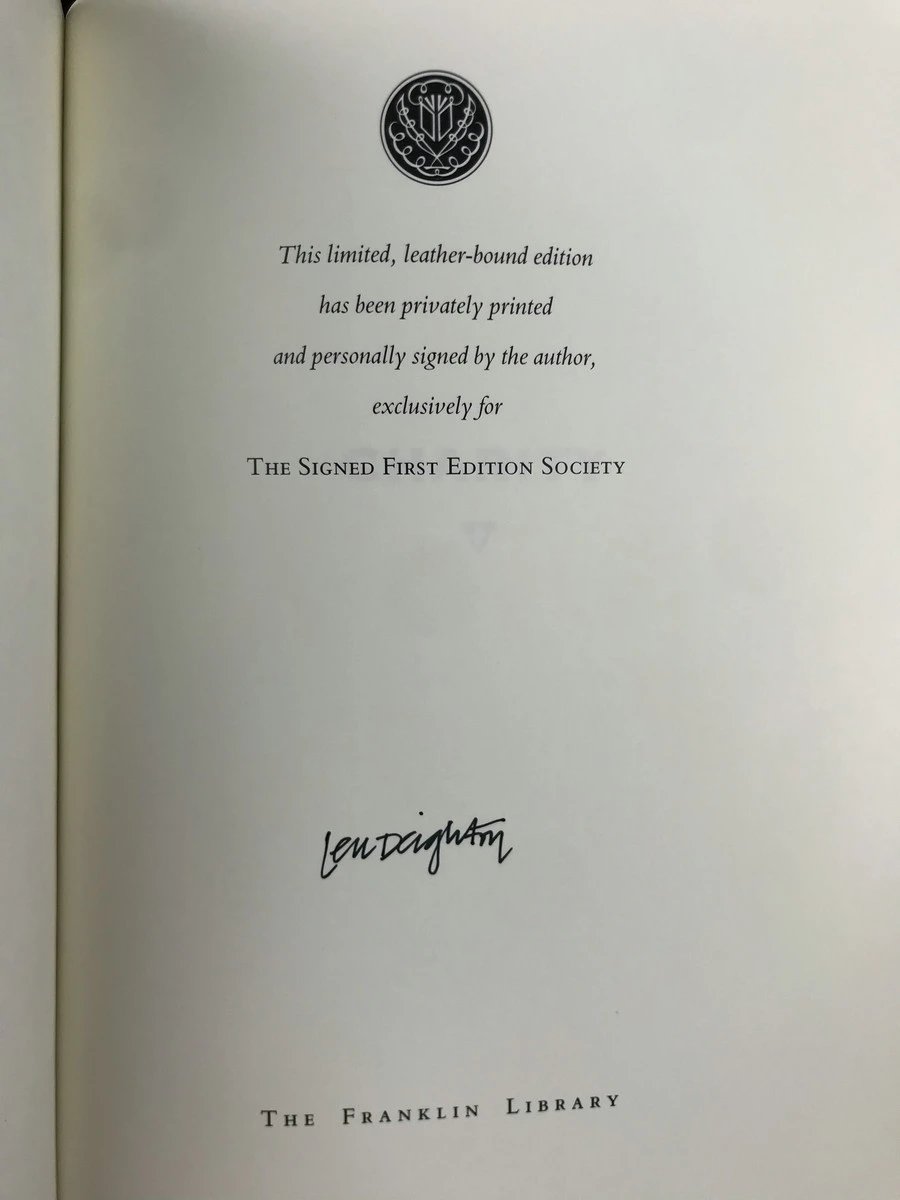 This limited, leather-bound edition
has been privately printed
and personally signed by the author,
exclusively for
The Signed First Edition Society
Len Deighton
The Franklin Library